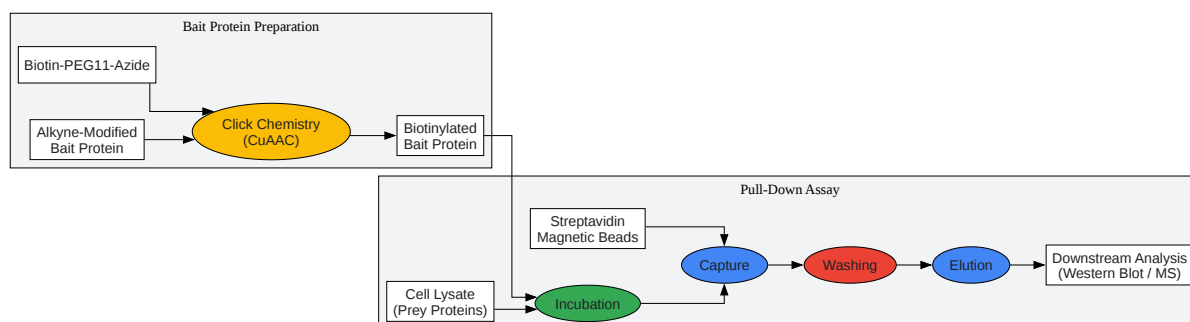 Bait Protein Preparation
Biotin-PEG11-Azide
Alkyne-Modified
Bait Protein
Click Chemistry
(CuAAC)
Biotinylated
Bait Protein
Pull-Down Assay
Streptavidin
Magnetic Beads
Cell Lysate
(Prey Proteins)
Incubation
Capture
Washing
Elution
Downstream Analysis
(Western Blot / MS)